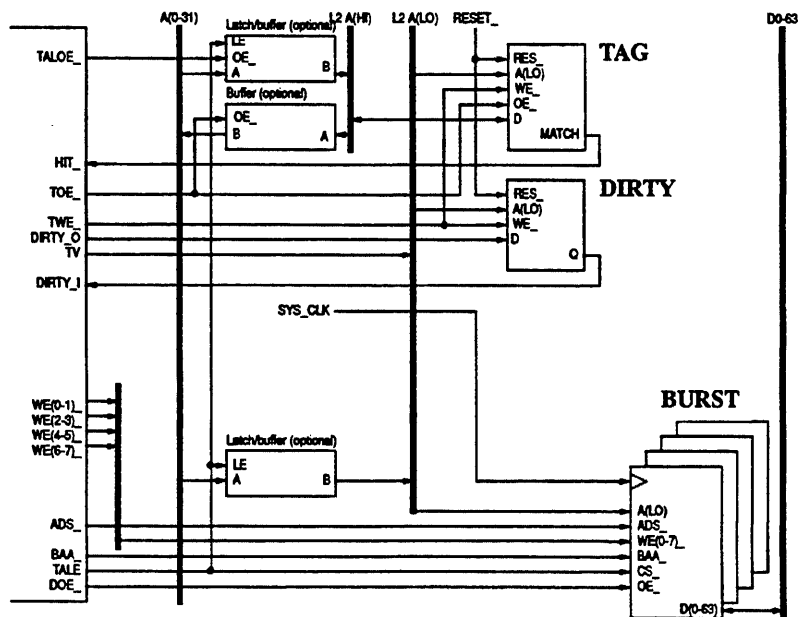 A(0-31)
L2 A(HI)
L2 A(LO)
RESET_
D0-63
Latch/buffer (optional)
LE
OE_
A
B
TALOE_
TAG
RES_
A(LO)
WE_
OE_
D
MATCH
Buffer (optional)
OE_
B
A
HIT_
TOE_
DIRTY
RES_
A(LO)
WE_
D
Q
TWE_
DIRTY_O
TV
DIRTY_I
SYS_CLK
BURST
WE(0-1)_
WE(2-3)_
WE(4-5)_
WE(6-7)_
Latch/buffer (optional)
LE
A
B
A(LO)
ADS_
WE(0-7)_
BAA_
CS_
OE_
D(0-63)
ADS_
BAA_
TALE
DOE_